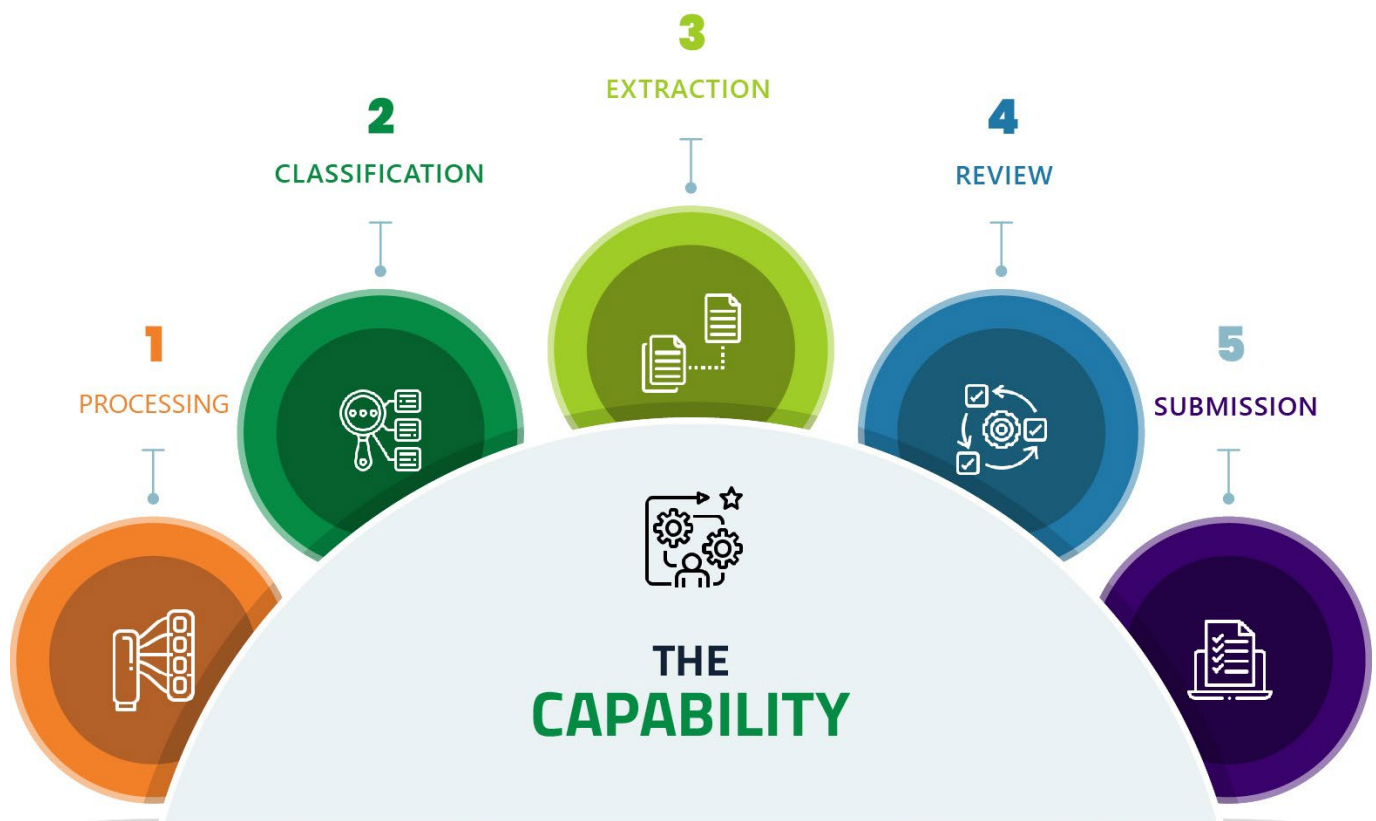 1
PROCESSING
2
CLASSIFICATION
3
EXTRACTION
4
REVIEW
5
SUBMISSION
THE
CAPABILITY